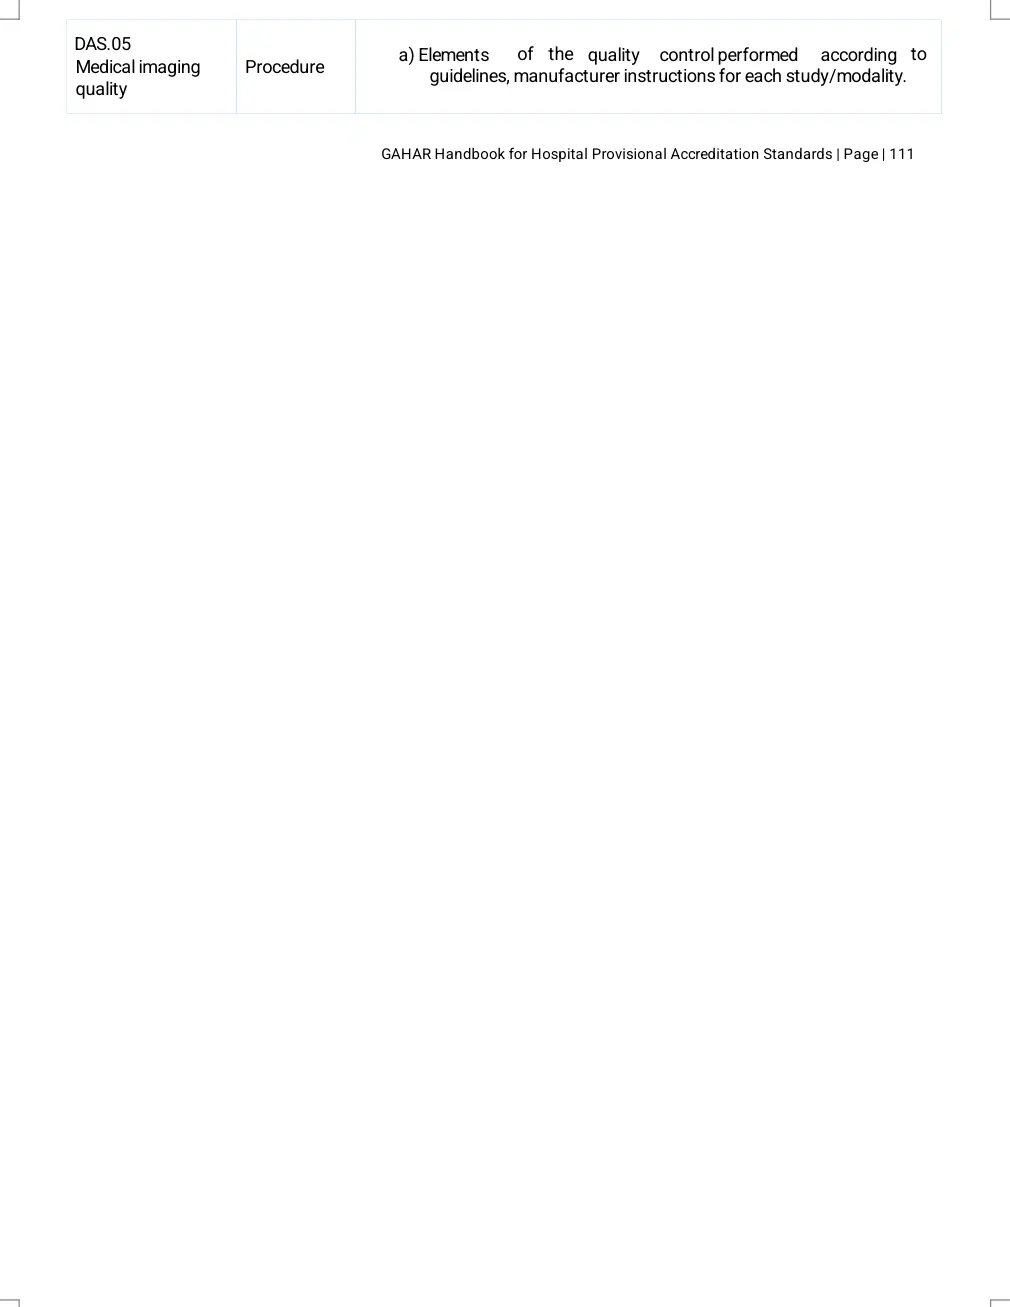 DAS.05
Medical imaging
quality
Procedure
a) Elements of the quality control performed according to
guidelines, manufacturer instructions for each study/modality.
GAHAR Handbook for Hospital Provisional Accreditation Standards | Page | 111